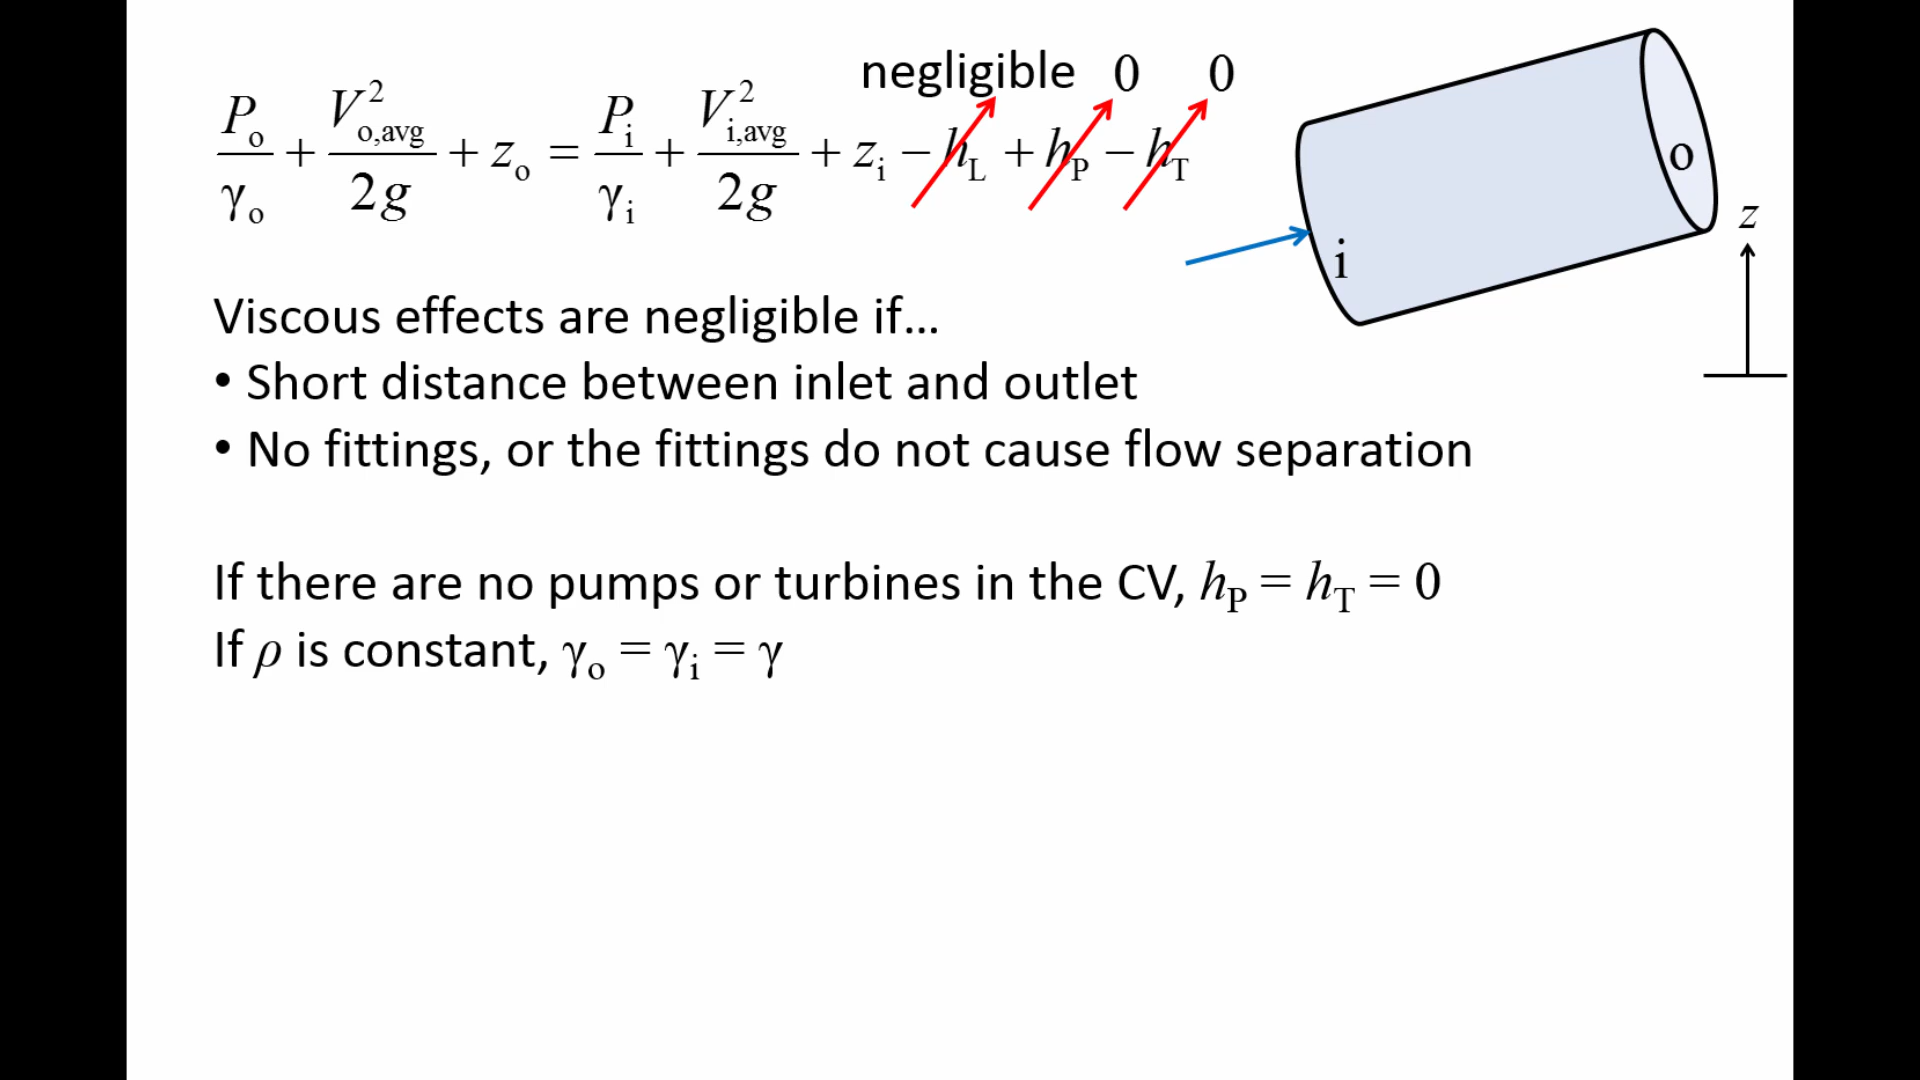 negligible 0 0
P_o/γ_o + V²_o,avg/2g + z_o = P_i/γ_i + V²_i,avg/2g + z_i − h_L + h_P − h_T
o
z
i
Viscous effects are negligible if…
• Short distance between inlet and outlet
• No fittings, or the fittings do not cause flow separation
If there are no pumps or turbines in the CV, h_P = h_T = 0
If ρ is constant, γ_o = γ_i = γ